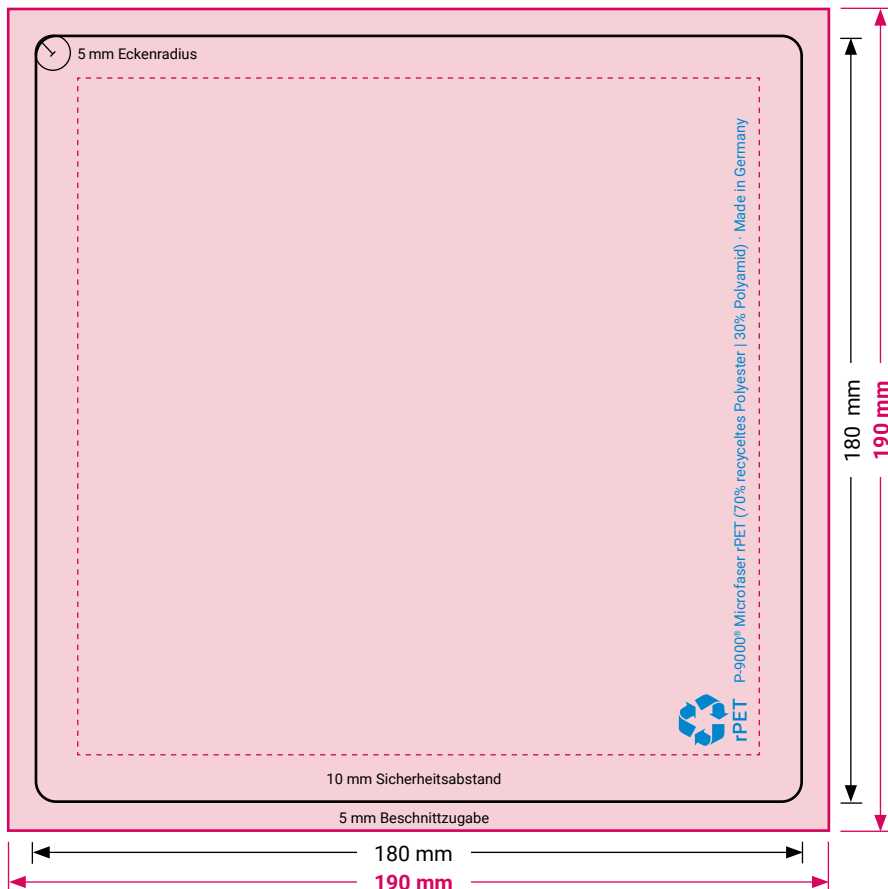 5 mm Eckenradius
P-9000® Microfaser rPET (70% recyceltes Polyester | 30% Polyamid) · Made in Germany
rPET
180 mm
190 mm
10 mm Sicherheitsabstand
5 mm Beschnittzugabe
180 mm
190 mm